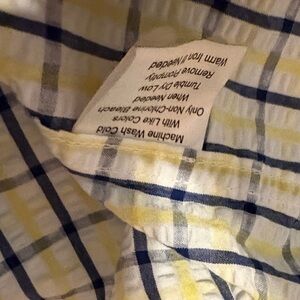 Machine Wash Cold
With Like Colors
Only Non-Chlorine Bleach
When Needed
Tumble Dry Low
Remove Promptly
Warm Iron If Needed